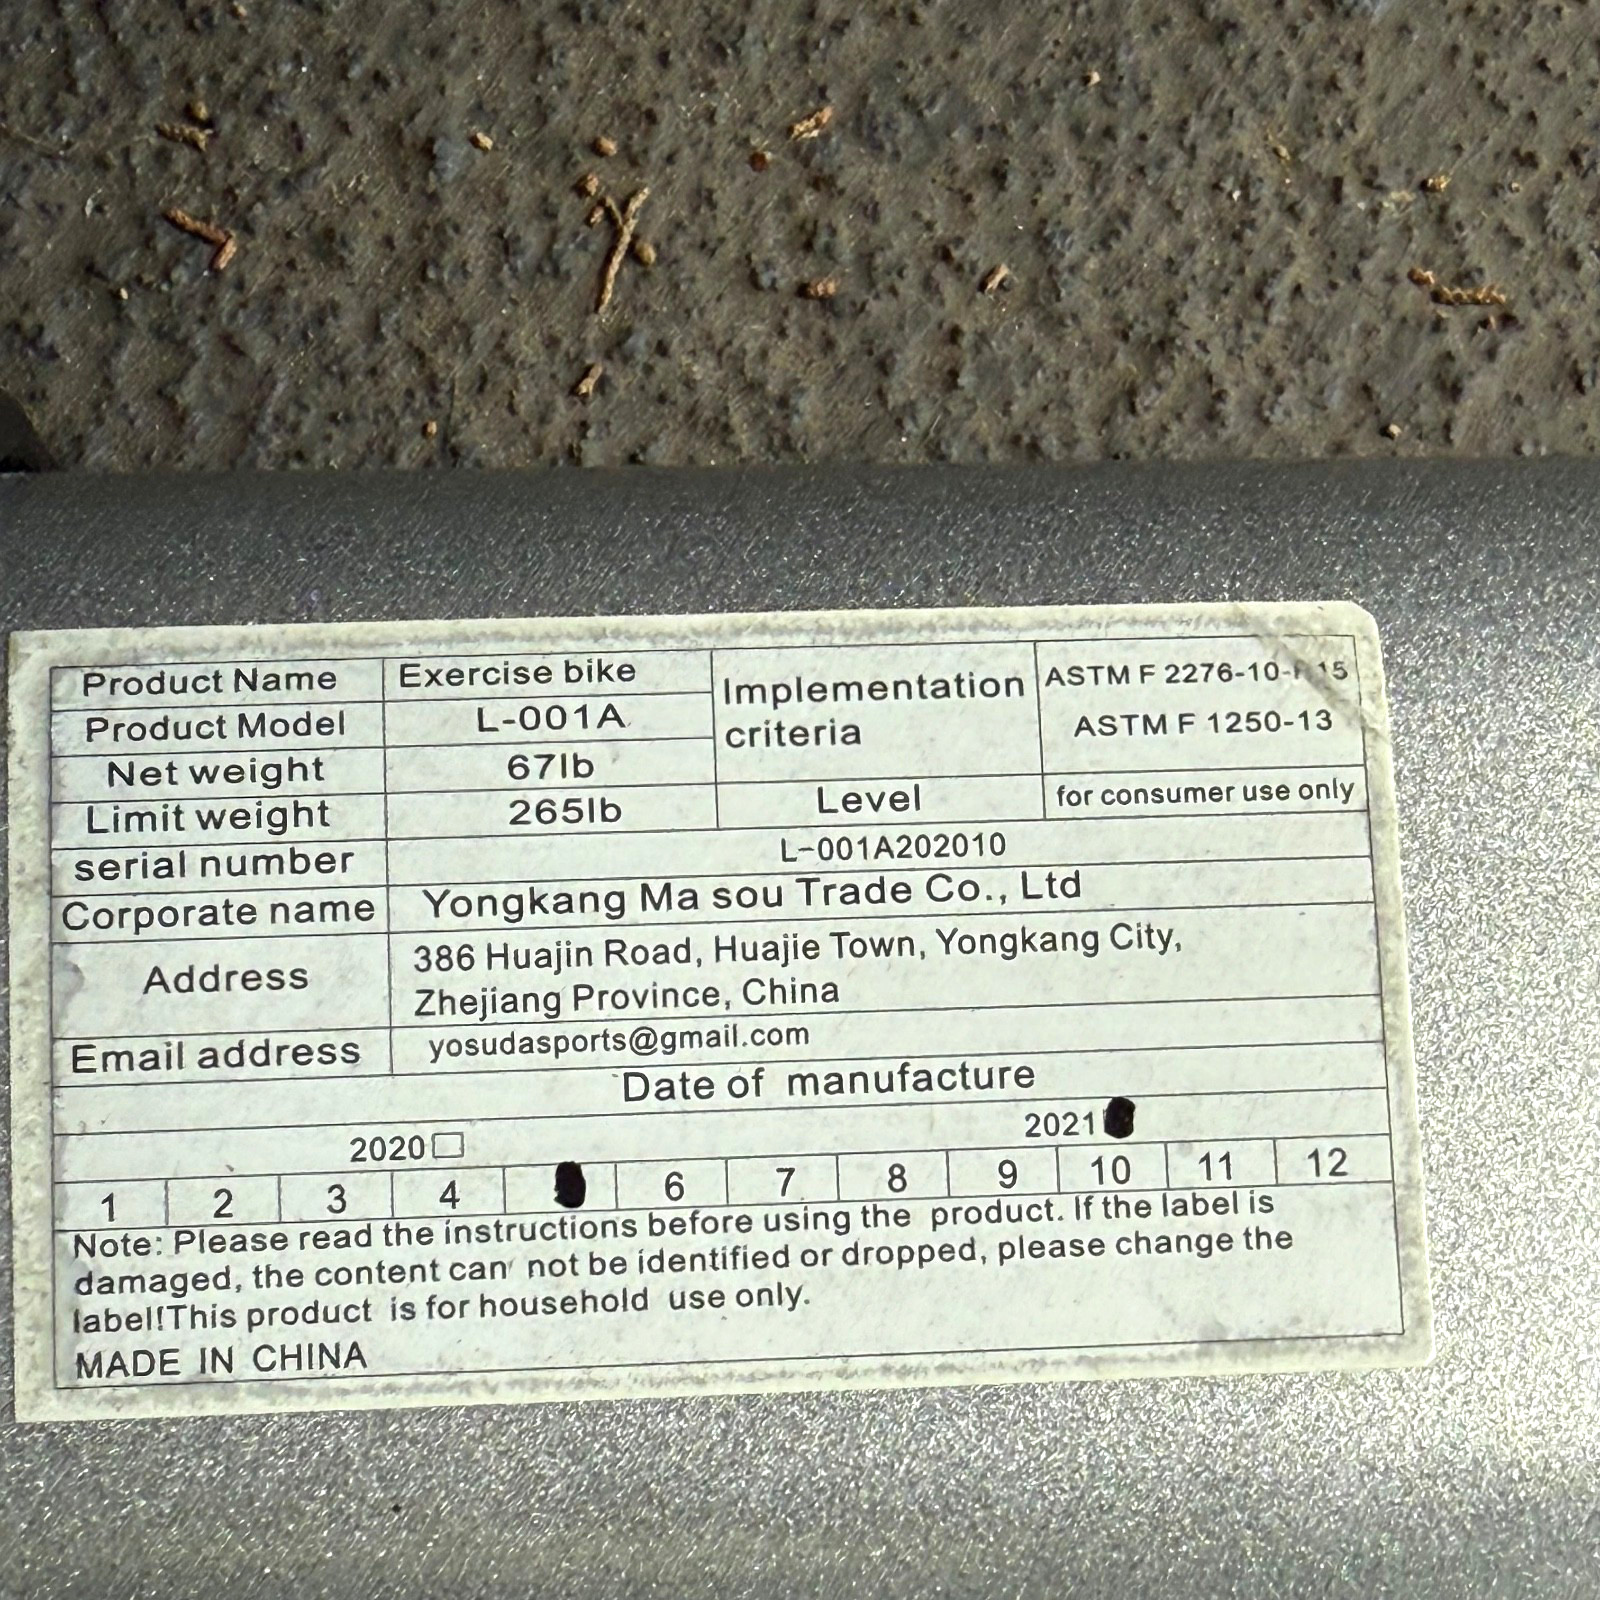 Product Name Exercise bike
Product Model L-001A
Net weight 67lb
Limit weight 265lb
Implementation
criteria
ASTM F 2276-10- 15
ASTM F 1250-13
Level for consumer use only
serial number L-001A202010
Corporate name Yongkang Ma sou Trade Co., Ltd
Address
386 Huajin Road, Huajie Town, Yongkang City,
Zhejiang Province, China
Email address yosudasports@gmail.com
Date of manufacture
2020 2021
1 2 3 4 6 7 8 9 10 11 12
Note: Please read the instructions before using the product. If the label is
damaged, the content can not be identified or dropped, please change the
label!This product is for household use only.
MADE IN CHINA